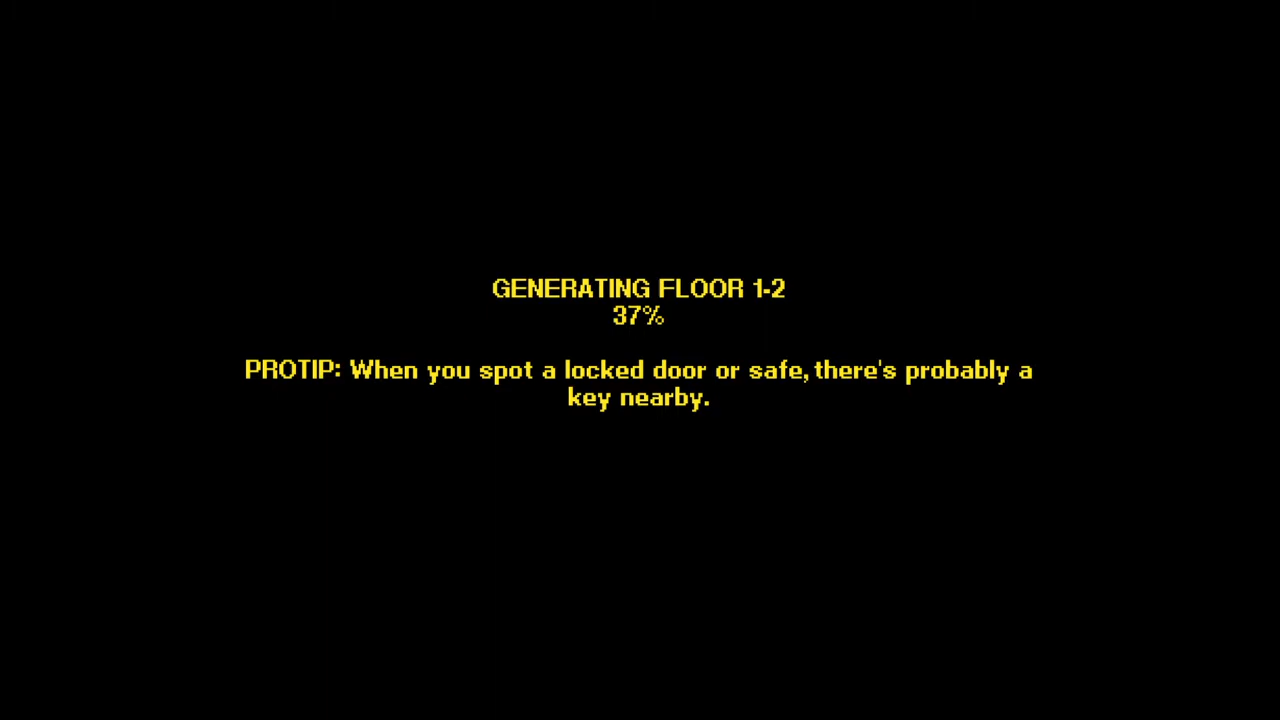 GENERATING FLOOR 1-2
37%
PROTIP: When you spot a locked door or safe, there's probably a
key nearby.